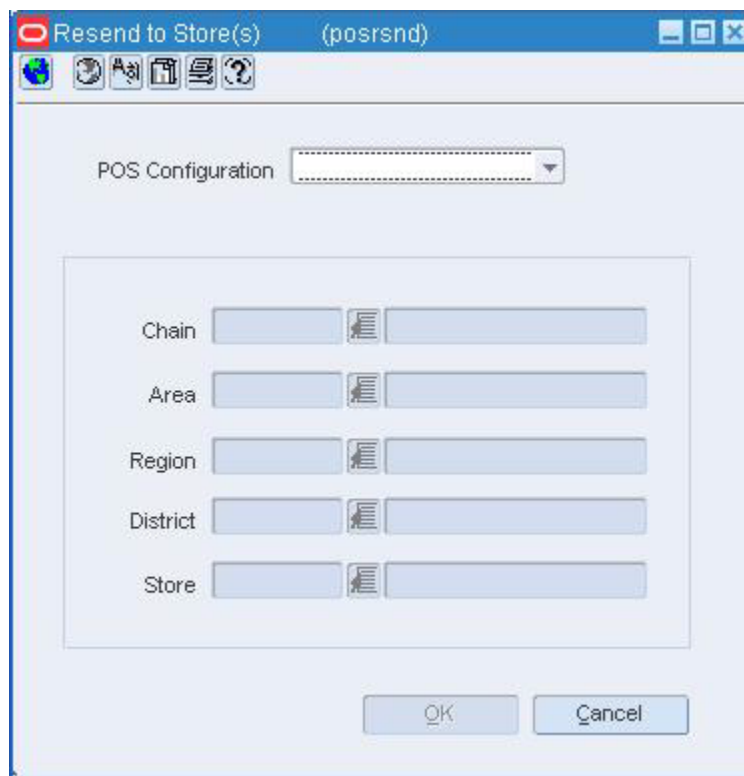 Resend to Store(s) (posrsnd)
POS Configuration
Chain
Area
Region
District
Store
OK
Cancel